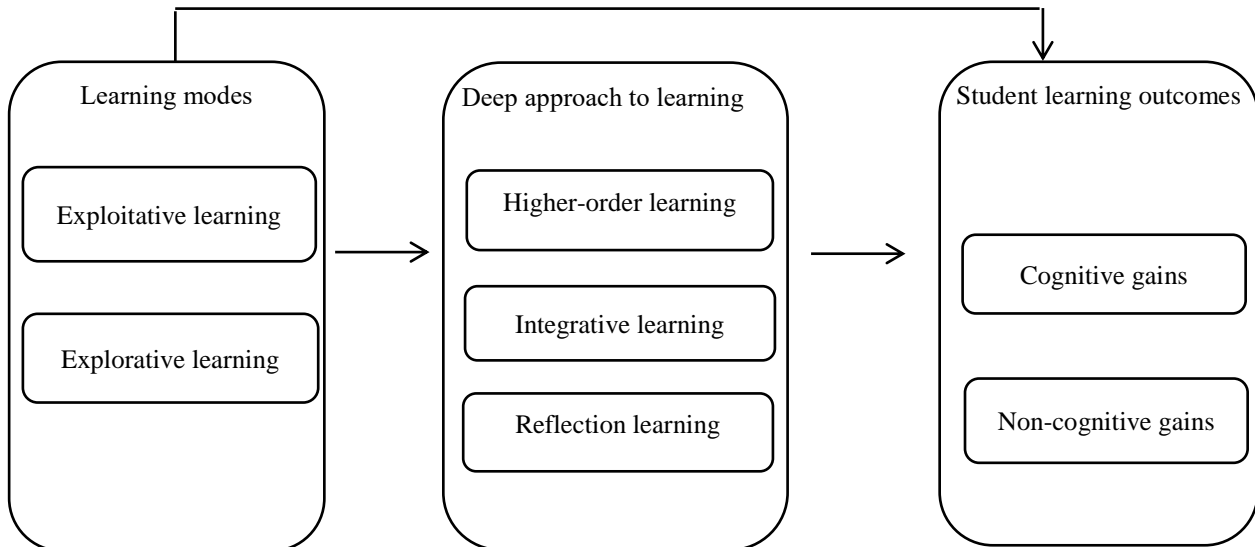 Learning modes
Exploitative learning
Explorative learning
Deep approach to learning
Higher-order learning
Integrative learning
Reflection learning
Student learning outcomes
Cognitive gains
Non-cognitive gains